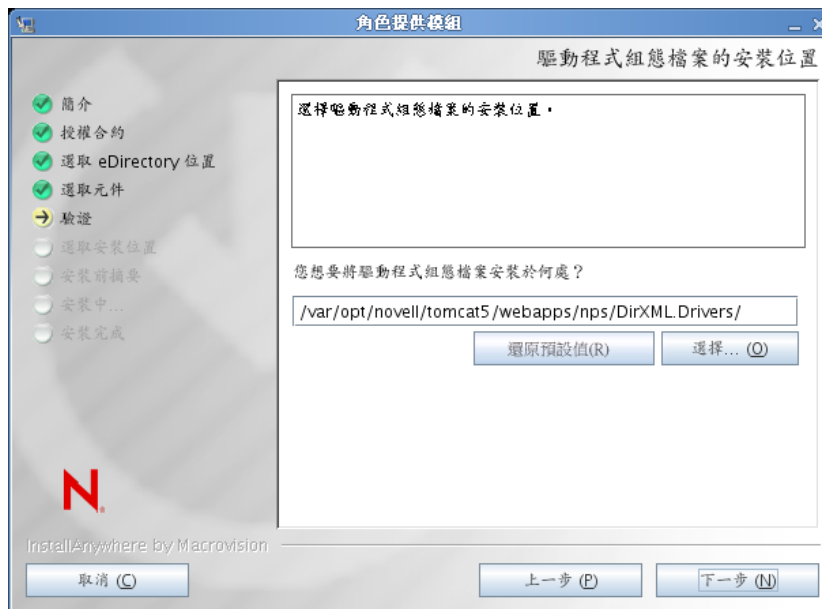 角色提供模組
驅動程式組態檔案的安裝位置
簡介
授權合約
選取 eDirectory 位置
選取元件
驗證
選取安裝位置
安裝前摘要
安裝中...
安裝完成
選擇驅動程式組態檔案的安裝位置。
您想要將驅動程式組態檔案安裝於何處？
/var/opt/novell/tomcat5/webapps/nps/DirXML.Drivers/
還原預設值(R)
選擇... (O)
N
InstallAnywhere by Macrovision
取消 (C)
上一步 (P)
下一步 (N)